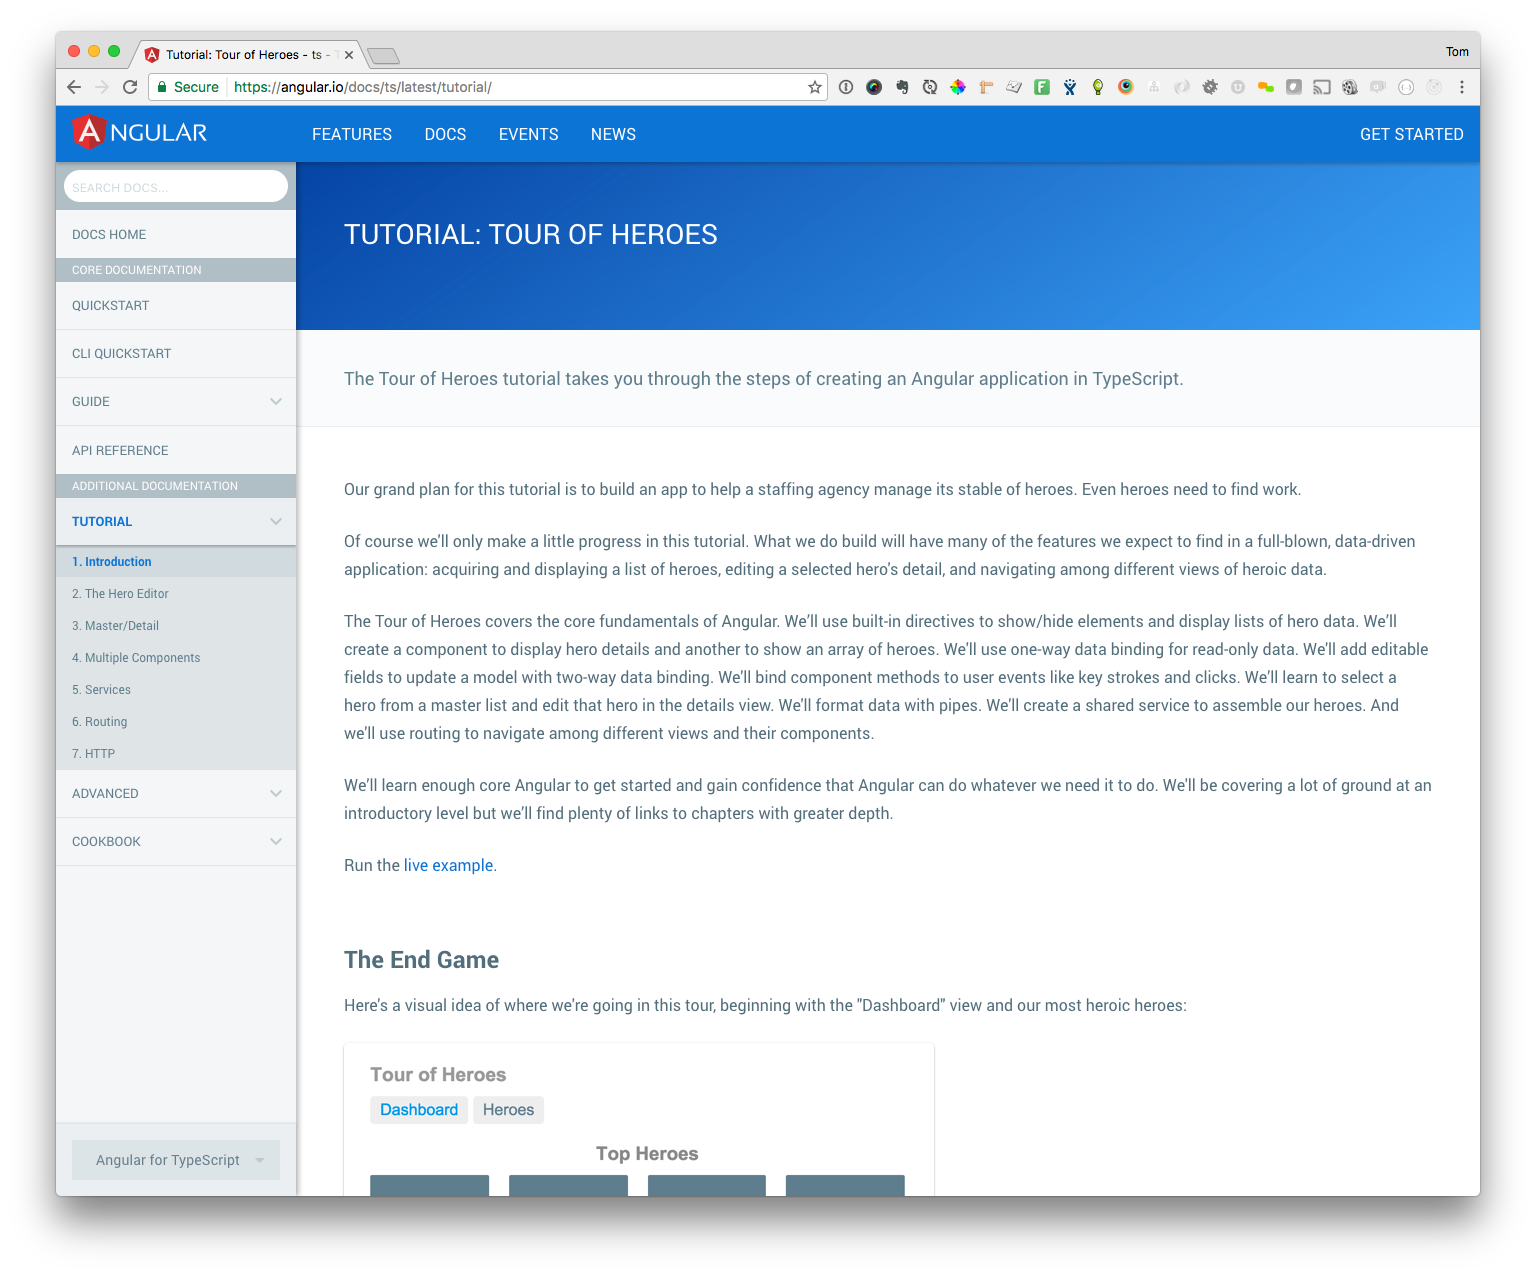 Tutorial: Tour of Heroes - ts -
Tom
Secure https://angular.io/docs/ts/latest/tutorial/
ANGULAR
FEATURES DOCS EVENTS NEWS GET STARTED
SEARCH DOCS...
DOCS HOME
CORE DOCUMENTATION
QUICKSTART
CLI QUICKSTART
GUIDE
API REFERENCE
ADDITIONAL DOCUMENTATION
TUTORIAL
1. Introduction
2. The Hero Editor
3. Master/Detail
4. Multiple Components
5. Services
6. Routing
7. HTTP
ADVANCED
COOKBOOK
Angular for TypeScript
TUTORIAL: TOUR OF HEROES
The Tour of Heroes tutorial takes you through the steps of creating an Angular application in TypeScript.
Our grand plan for this tutorial is to build an app to help a staffing agency manage its stable of heroes. Even heroes need to find work.
Of course we'll only make a little progress in this tutorial. What we do build will have many of the features we expect to find in a full-blown, data-driven
application: acquiring and displaying a list of heroes, editing a selected hero's detail, and navigating among different views of heroic data.
The Tour of Heroes covers the core fundamentals of Angular. We'll use built-in directives to show/hide elements and display lists of hero data. We'll
create a component to display hero details and another to show an array of heroes. We'll use one-way data binding for read-only data. We'll add editable
fields to update a model with two-way data binding. We'll bind component methods to user events like key strokes and clicks. We'll learn to select a
hero from a master list and edit that hero in the details view. We'll format data with pipes. We'll create a shared service to assemble our heroes. And
we'll use routing to navigate among different views and their components.
We'll learn enough core Angular to get started and gain confidence that Angular can do whatever we need it to do. We'll be covering a lot of ground at an
introductory level but we'll find plenty of links to chapters with greater depth.
Run the live example.
The End Game
Here's a visual idea of where we're going in this tour, beginning with the "Dashboard" view and our most heroic heroes:
Tour of Heroes
Dashboard Heroes
Top Heroes